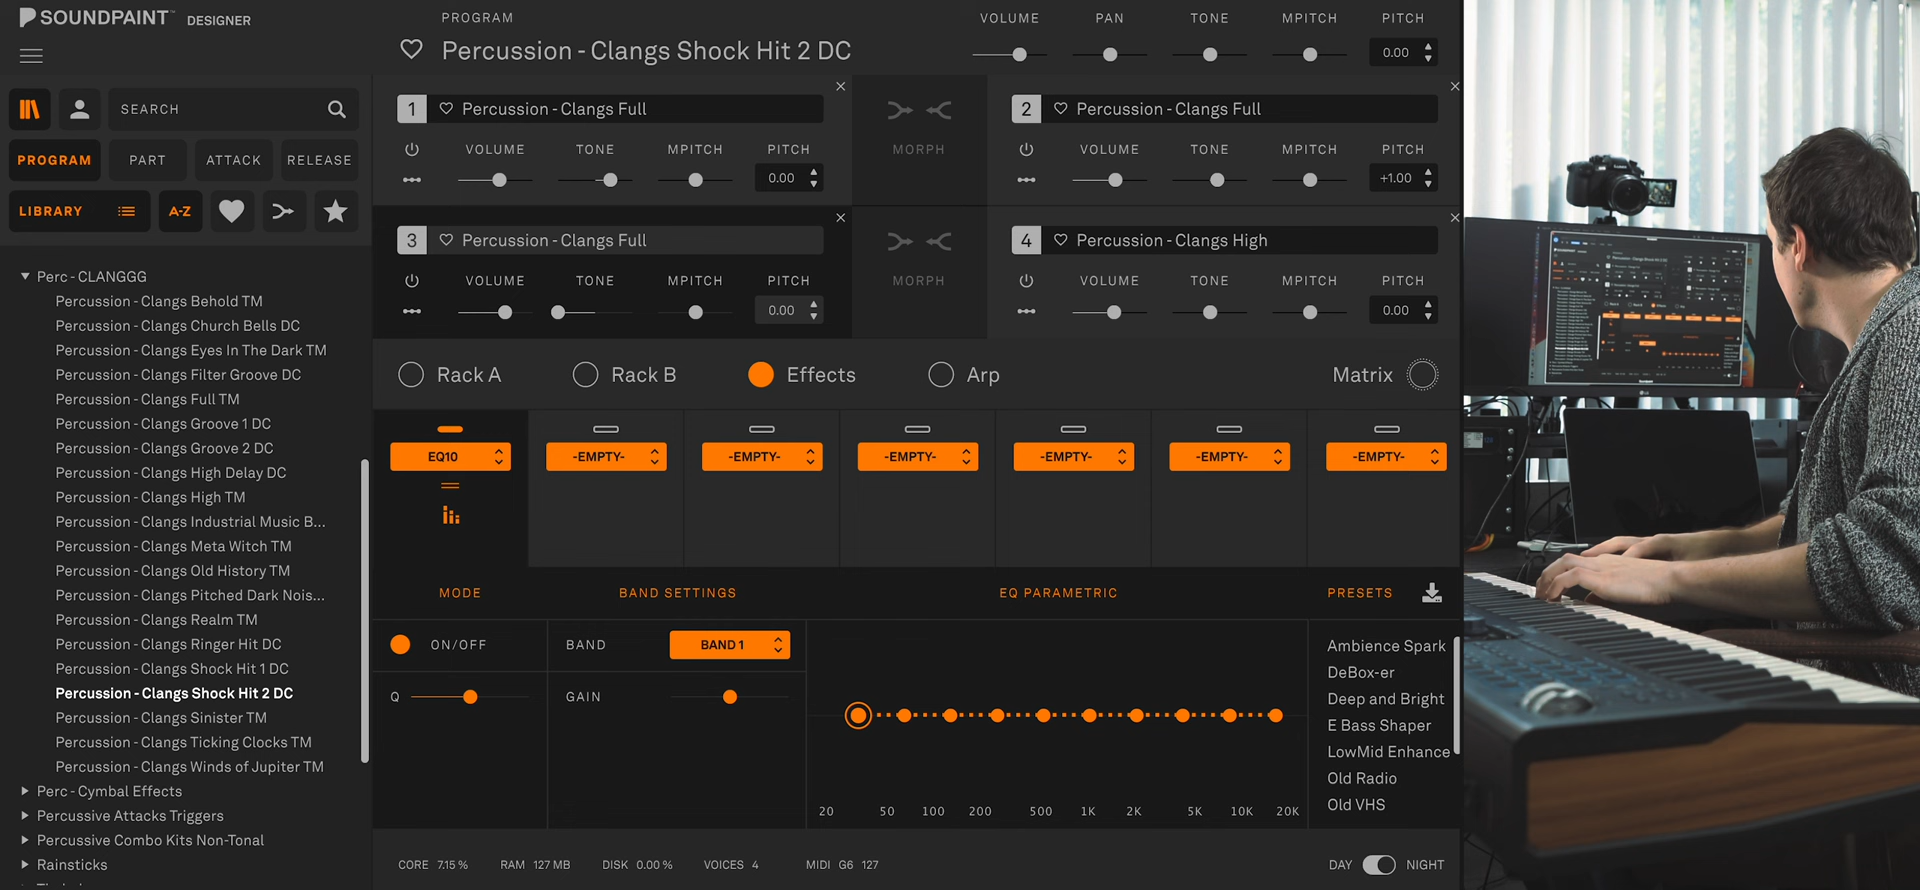 SOUNDPAINT™ DESIGNER
PROGRAM
Percussion - Clangs Shock Hit 2 DC
VOLUME PAN TONE MPITCH PITCH
0.00
SEARCH
PROGRAM PART ATTACK RELEASE
LIBRARY A-Z
Perc - CLANGGG
Percussion - Clangs Behold TM
Percussion - Clangs Church Bells DC
Percussion - Clangs Eyes In The Dark TM
Percussion - Clangs Filter Groove DC
Percussion - Clangs Full TM
Percussion - Clangs Groove 1 DC
Percussion - Clangs Groove 2 DC
Percussion - Clangs High Delay DC
Percussion - Clangs High TM
Percussion - Clangs Industrial Music B...
Percussion - Clangs Meta Witch TM
Percussion - Clangs Old History TM
Percussion - Clangs Pitched Dark Nois...
Percussion - Clangs Realm TM
Percussion - Clangs Ringer Hit DC
Percussion - Clangs Shock Hit 1 DC
Percussion - Clangs Shock Hit 2 DC
Percussion - Clangs Sinister TM
Percussion - Clangs Ticking Clocks TM
Percussion - Clangs Winds of Jupiter TM
Perc - Cymbal Effects
Percussive Attacks Triggers
Percussive Combo Kits Non-Tonal
Rainsticks
1 Percussion - Clangs Full
VOLUME TONE MPITCH PITCH
0.00
MORPH
2 Percussion - Clangs Full
VOLUME TONE MPITCH PITCH
+1.00
3 Percussion - Clangs Full
VOLUME TONE MPITCH PITCH
0.00
MORPH
4 Percussion - Clangs High
VOLUME TONE MPITCH PITCH
0.00
Rack A Rack B Effects Arp Matrix
EQ10 -EMPTY- -EMPTY- -EMPTY- -EMPTY- -EMPTY- -EMPTY-
MODE BAND SETTINGS EQ PARAMETRIC PRESETS
ON/OFF BAND BAND 1
Q GAIN
20 50 100 200 500 1K 2K 5K 10K 20K
Ambience Spark
DeBox-er
Deep and Bright
E Bass Shaper
LowMid Enhance
Old Radio
Old VHS
CORE 7.15 % RAM 127 MB DISK 0.00 % VOICES 4 MIDI G6 127 DAY NIGHT